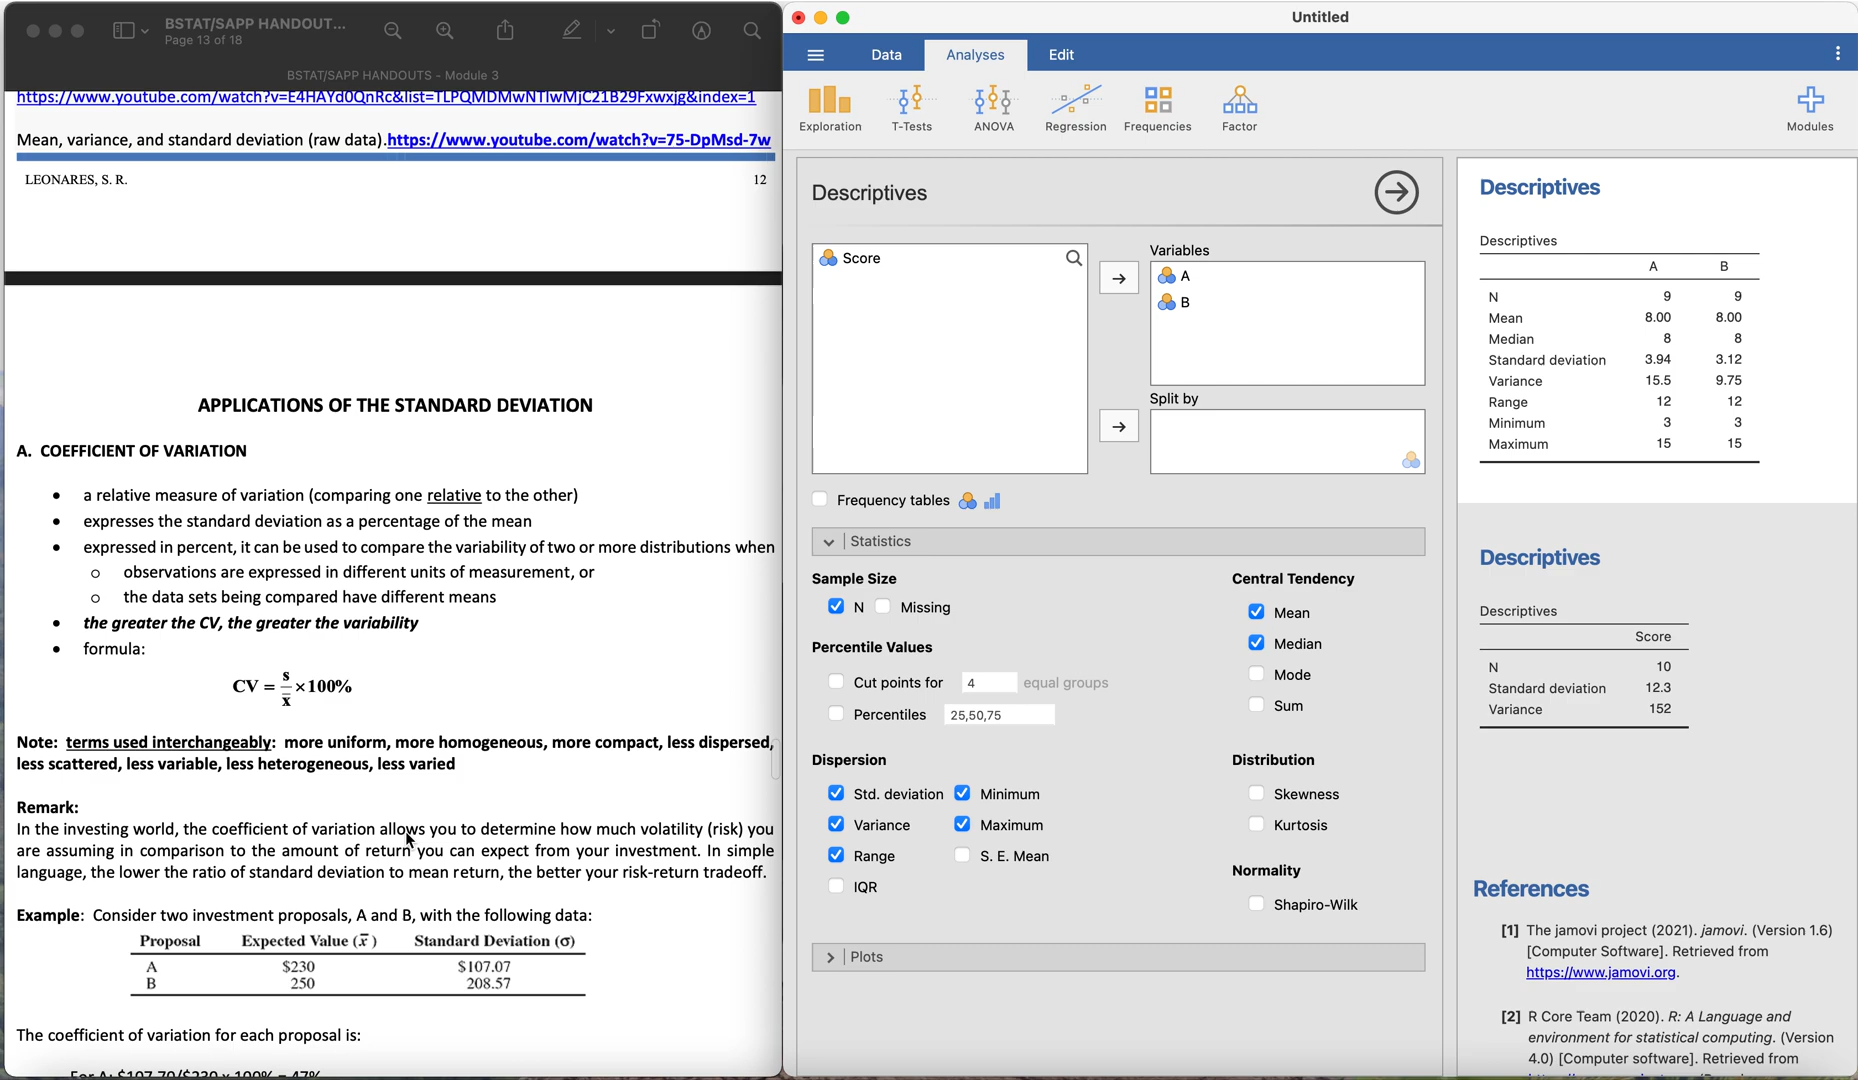 BSTAT/SAPP HANDOUT...
Page 13 of 18
BSTAT/SAPP HANDOUTS - Module 3
https://www.youtube.com/watch?v=E4HAYd0QnRc&list=TLPQMDMwNTIwMjC21B29Fxwxjg&index=1
Mean, variance, and standard deviation (raw data).https://www.youtube.com/watch?v=75-DpMsd-7w
LEONARES, S. R. 12
APPLICATIONS OF THE STANDARD DEVIATION
A. COEFFICIENT OF VARIATION
• a relative measure of variation (comparing one relative to the other)
• expresses the standard deviation as a percentage of the mean
• expressed in percent, it can be used to compare the variability of two or more distributions when
o observations are expressed in different units of measurement, or
o the data sets being compared have different means
• the greater the CV, the greater the variability
• formula:
CV = s/x̄ ×100%
Note: terms used interchangeably: more uniform, more homogeneous, more compact, less dispersed,
less scattered, less variable, less heterogeneous, less varied
Remark:
In the investing world, the coefficient of variation allows you to determine how much volatility (risk) you
are assuming in comparison to the amount of return you can expect from your investment. In simple
language, the lower the ratio of standard deviation to mean return, the better your risk-return tradeoff.
Example: Consider two investment proposals, A and B, with the following data:
Proposal Expected Value (x̄) Standard Deviation (σ)
A $230 $107.07
B 250 208.57
The coefficient of variation for each proposal is:
For A: $107.70/$230 x 100% = 47%
Untitled
Data Analyses Edit
Exploration T-Tests ANOVA Regression Frequencies Factor Modules
Descriptives
Score
Variables
A
B
Split by
Frequency tables
Statistics
Sample Size
N Missing
Percentile Values
Cut points for 4 equal groups
Percentiles 25,50,75
Dispersion
Std. deviation Minimum
Variance Maximum
Range S. E. Mean
IQR
Central Tendency
Mean
Median
Mode
Sum
Distribution
Skewness
Kurtosis
Normality
Shapiro-Wilk
Plots
Descriptives
Descriptives
A B
N 9 9
Mean 8.00 8.00
Median 8 8
Standard deviation 3.94 3.12
Variance 15.5 9.75
Range 12 12
Minimum 3 3
Maximum 15 15
Descriptives
Descriptives
Score
N 10
Standard deviation 12.3
Variance 152
References
[1] The jamovi project (2021). jamovi. (Version 1.6)
[Computer Software]. Retrieved from
https://www.jamovi.org.
[2] R Core Team (2020). R: A Language and
environment for statistical computing. (Version
4.0) [Computer software]. Retrieved from